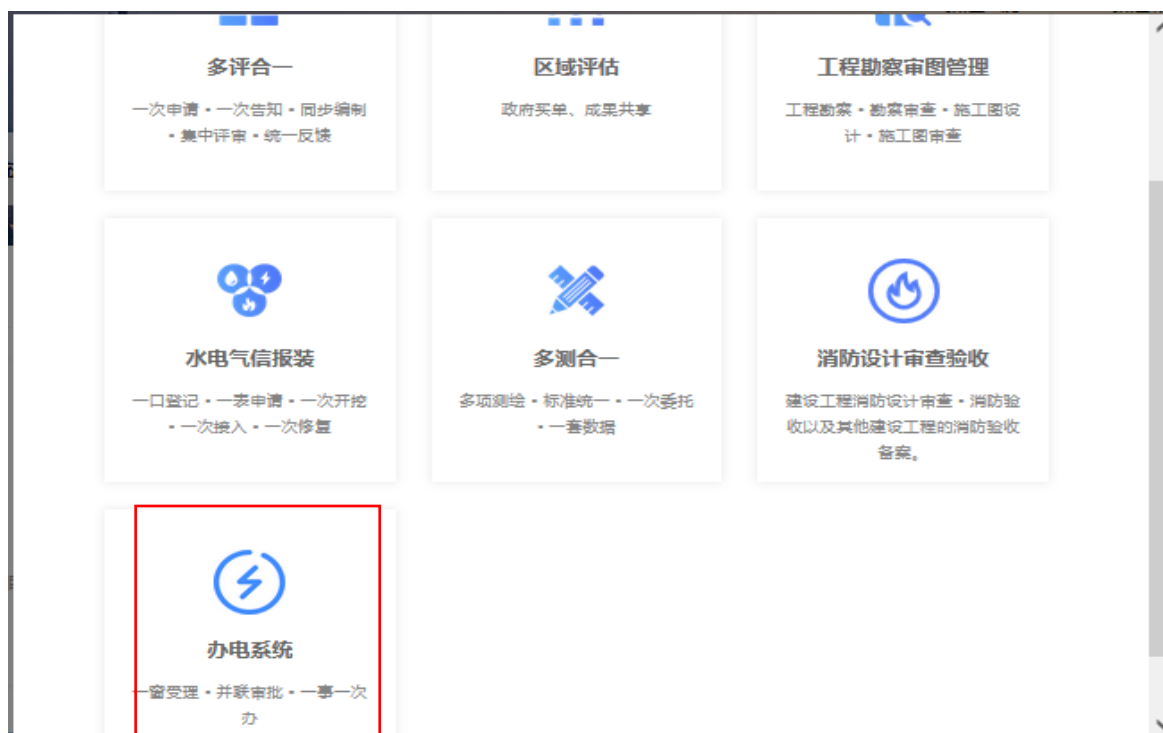 多评合一
区域评估
工程勘察审图管理
一次申请·一次告知·同步编制
·集中评审·统一反馈
政府买单、成果共享
工程勘察·勘察审查·施工图设
计·施工图审查
水电气信报装
多测合一
消防设计审查验收
一口登记·一表申请·一次开挖
·一次接入·一次修复
多项测绘·标准统一·一次委托
·一套数据
建设工程消防设计审查·消防验
收以及其他建设工程的消防验收
备案。
办电系统
一窗受理·并联审批·一事一次
办